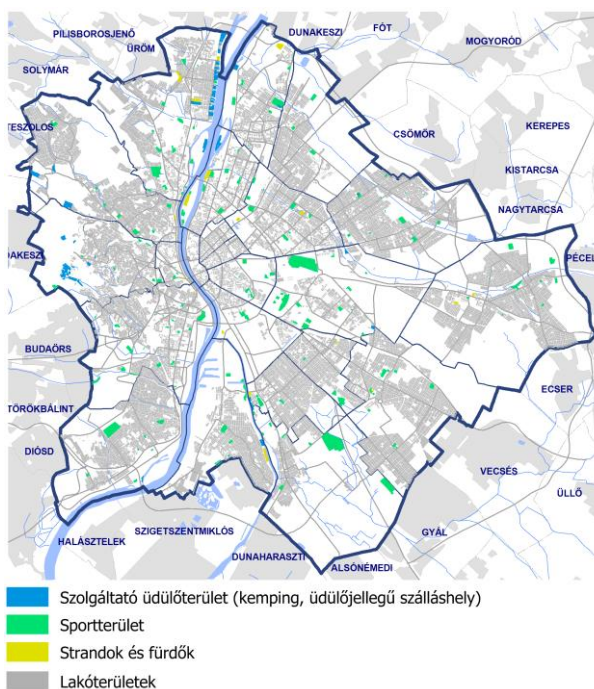 PILISBOROSJENŐ
ÜRÖM
SOLYMÁR
DUNAKESZI
FÓT
MOGYORÓD
CSÖMÖR
KEREPES
KISTARCSA
NAGYTARCSA
PÉCEL
BUDAÖRS
TÖRÖKBÁLINT
DIÓSD
ECSER
VECSÉS
ÜLLŐ
GYÁL
HALÁSZTELEK
SZIGETSZENTMIKLÓS
DUNAHARASZTI
ALSÓNÉMEDI
Szolgáltató üdülőterület (kemping, üdülőjellegű szálláshely)
Sportterület
Strandok és fürdők
Lakóterületek